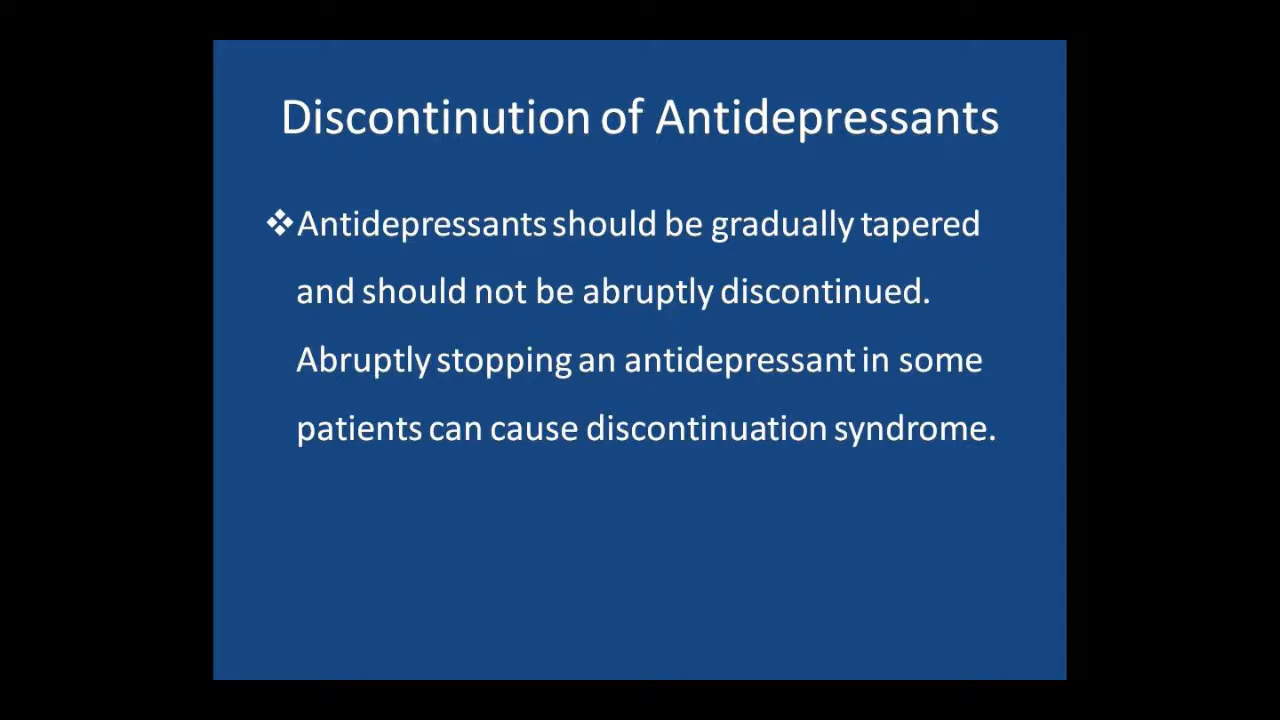 Discontinution of Antidepressants
❖Antidepressants should be gradually tapered
and should not be abruptly discontinued.
Abruptly stopping an antidepressant in some
patients can cause discontinuation syndrome.